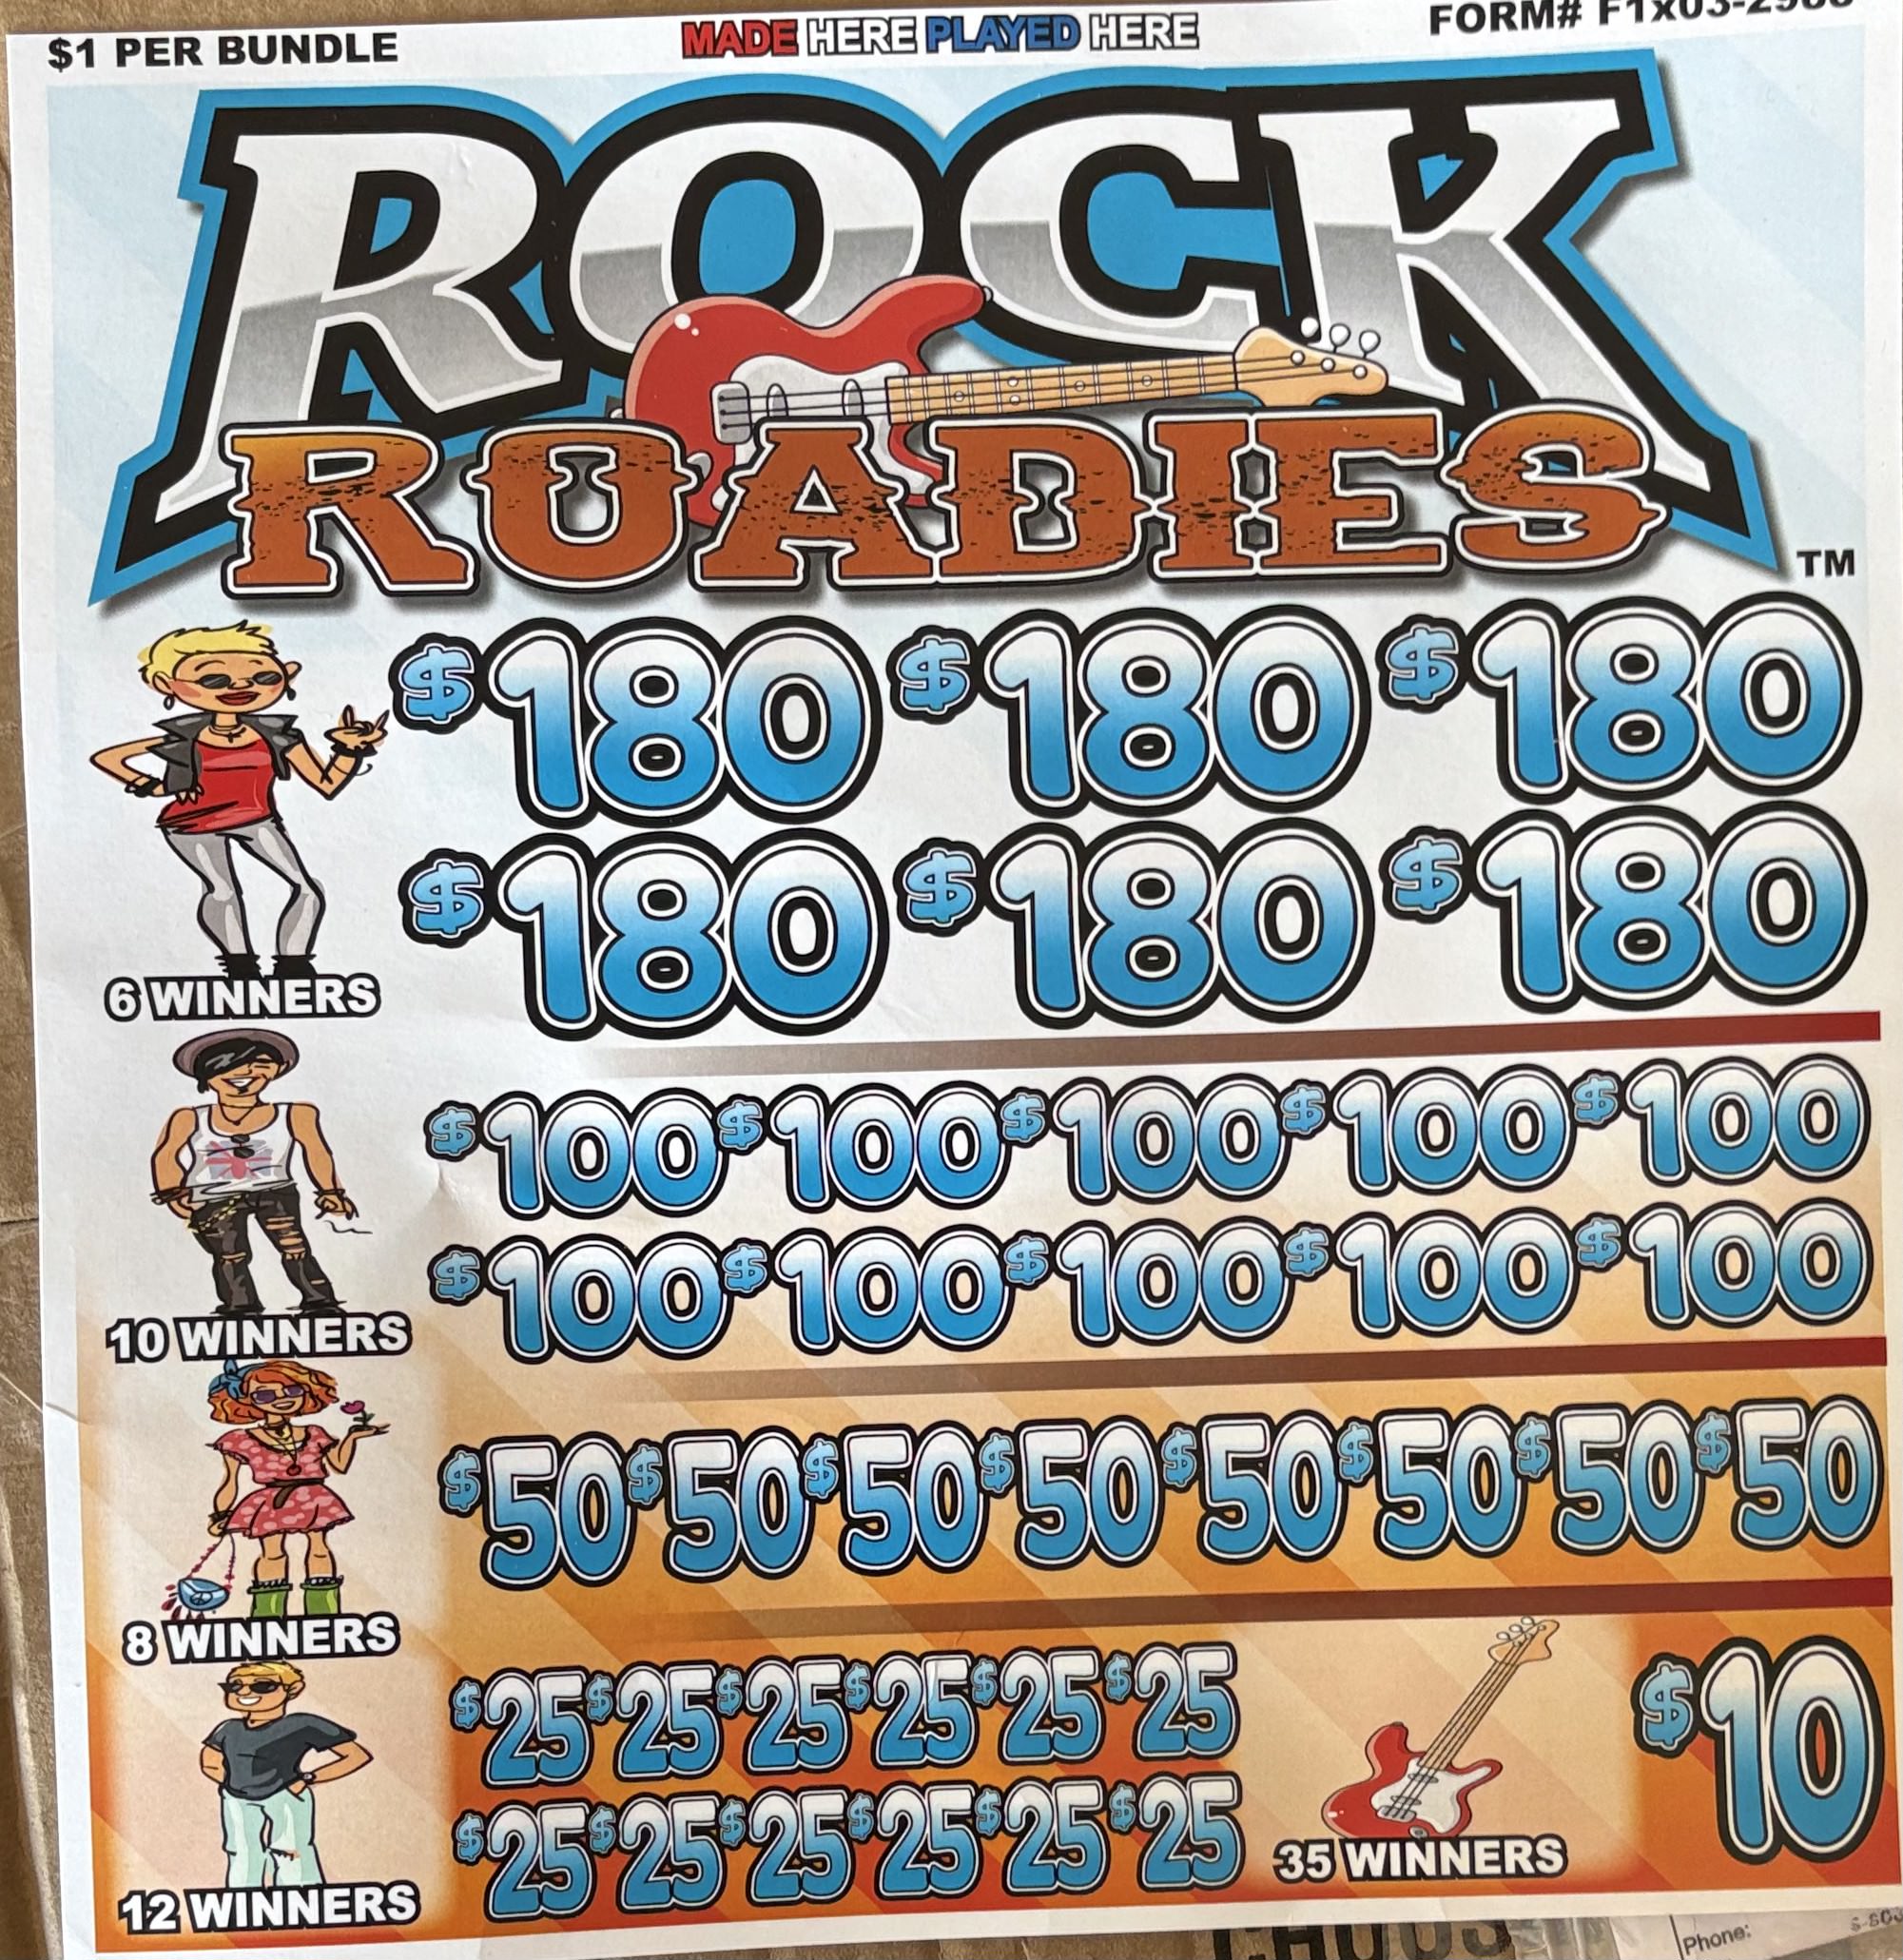 $1 PER BUNDLE
MADE HERE PLAYED HERE
FORM# F1X03-
ROCK
ROADIES
TM
$180 $180 $180
$180 $180 $180
6 WINNERS
$100 $100 $100 $100 $100
$100 $100 $100 $100 $100
10 WINNERS
$50 $50 $50 $50 $50 $50 $50 $50
8 WINNERS
$25 $25 $25 $25 $25 $25
$25 $25 $25 $25 $25 $25
12 WINNERS
35 WINNERS
$10
Phone: